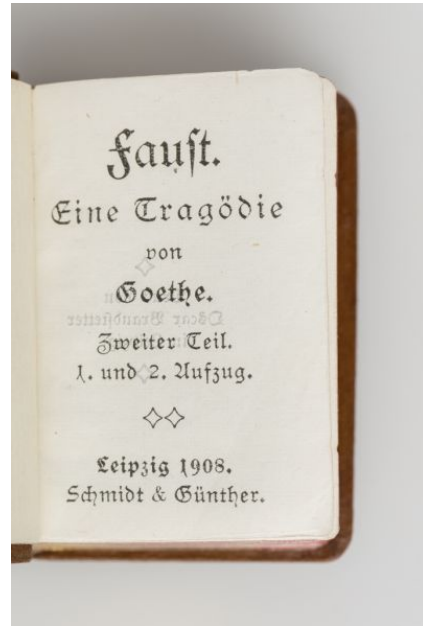 Faust.
Eine Tragödie
von
Goethe.
Zweiter Teil.
1. und 2. Aufzug.
Leipzig 1908.
Schmidt & Günther.